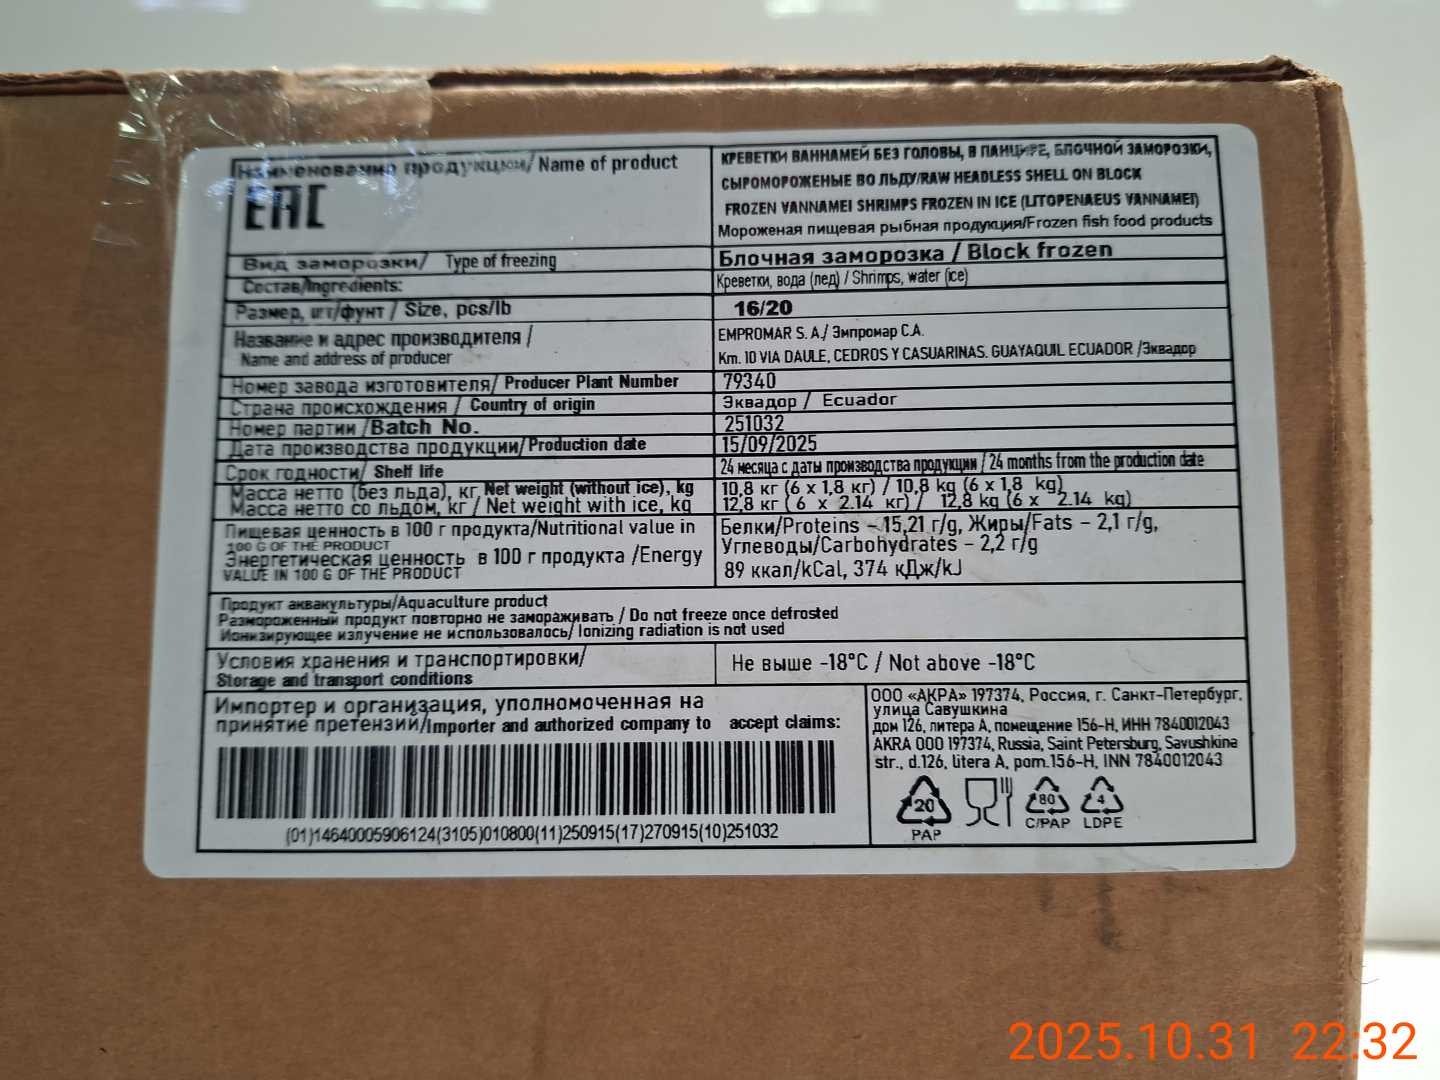 Наименование продукции/ Name of product
EAC
КРЕВЕТКИ ВАННАМЕЙ БЕЗ ГОЛОВЫ, В ПАНЦИРЕ, БЛОЧНОЙ ЗАМОРОЗКИ,
СЫРОМОРОЖЕНЫЕ ВО ЛЬДУ/RAW HEADLESS SHELL ON BLOCK
FROZEN VANNAMEI SHRIMPS FROZEN IN ICE (LITOPENAEUS VANNAMEI)
Мороженая пищевая рыбная продукция/Frozen fish food products
Вид заморозки/ Type of freezing
Блочная заморозка / Block frozen
Состав/Ingredients:
Креветки, вода (лед) / Shrimps, water (ice)
Размер, шт/фунт / Size, pcs/lb
16/20
Название и адрес производителя /
Name and address of producer
EMPROMAR S. A./ Эмпромар С.А.
Km. 10 VIA DAULE, CEDROS Y CASUARINAS. GUAYAQUIL ECUADOR /Эквадор
Номер завода изготовителя/ Producer Plant Number
79340
Страна происхождения / Country of origin
Эквадор / Ecuador
Номер партии /Batch No.
251032
Дата производства продукции/ Production date
15/09/2025
Срок годности/ Shelf life
24 месяца с даты производства продукции / 24 months from the production date
Масса нетто (без льда), кг Net weight (without ice), kg
10,8 кг (6 x 1,8 кг) / 10,8 kg (6 x 1,8 kg)
Масса нетто со льдом, кг / Net weight with ice, kg
12,8 кг ( 6 x 2.14 кг) / 12,8 kg (6 x 2.14 kg)
Пищевая ценность в 100 г продукта/Nutritional value in
100 G OF THE PRODUCT
Энергетическая ценность в 100 г продукта /Energy
VALUE IN 100 G OF THE PRODUCT
Белки/Proteins – 15,21 г/g, Жиры/Fats – 2,1 г/g,
Углеводы/Carbohydrates – 2,2 г/g
89 ккал/kCal, 374 кДж/kJ
Продукт аквакультуры/Aquaculture product
Размороженный продукт повторно не замораживать / Do not freeze once defrosted
Ионизирующее излучение не использовалось/ Ionizing radiation is not used
Условия хранения и транспортировки/
Storage and transport conditions
Не выше -18°C / Not above -18°C
Импортер и организация, уполномоченная на
принятие претензий/Importer and authorized company to accept claims:
(01)14640005906124(3105)010800(11)250915(17)270915(10)251032
ООО «АКРА» 197374, Россия, г. Санкт-Петербург,
улица Савушкина
дом 126, литера А, помещение 156-Н, ИНН 7840012043
AKRA OOO 197374, Russia, Saint Petersburg, Savushkina
str., d.126, litera A, pom.156-H, INN 7840012043
20
PAP
80
C/PAP
4
LDPE
2025.10.31 22:32